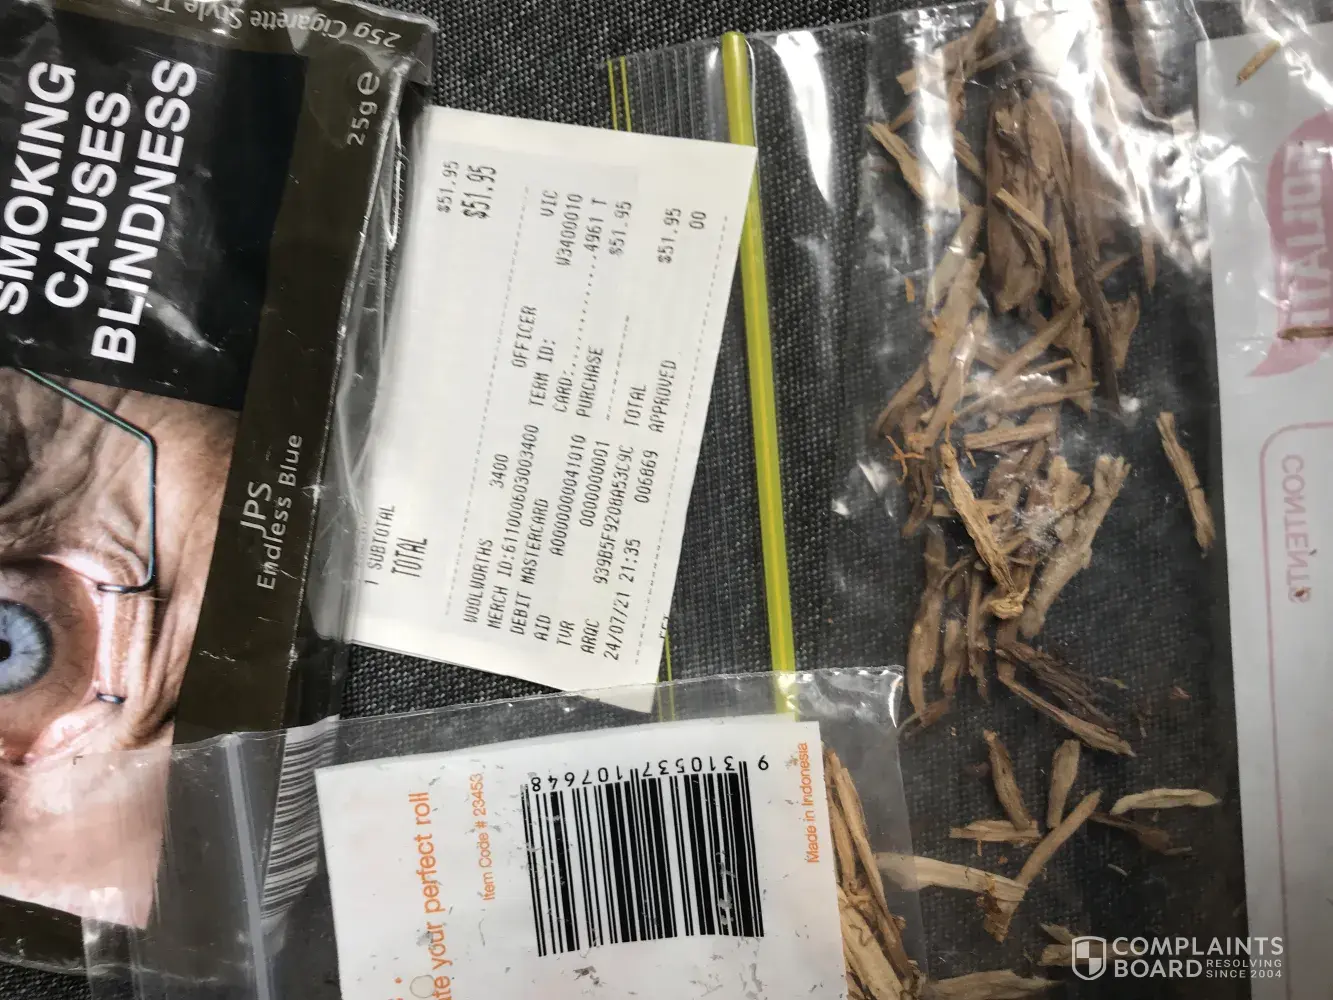 25g Cigarette Style
25g e
SMOKING
CAUSES
BLINDNESS
JPS
Endless Blue
1 SUBTOTAL $51.95
TOTAL $51.95
WOOLWORTHS 3400 OFFICER VIC
MERCH ID:611000603003400 TERM ID: W3400010
DEBIT MASTERCARD CARD:...........4961 T
AID A0000000041010 PURCHASE $51.95
TVR 0000000001
ARQC 939B5F920BA53C9C TOTAL $51.95
24/07/21 21:35 006869 APPROVED 00
your perfect roll
Item Code # 23453
9 310537 107648
Made in Indonesia
CONTENTS
COMPLAINTS
BOARD RESOLVING
SINCE 2004